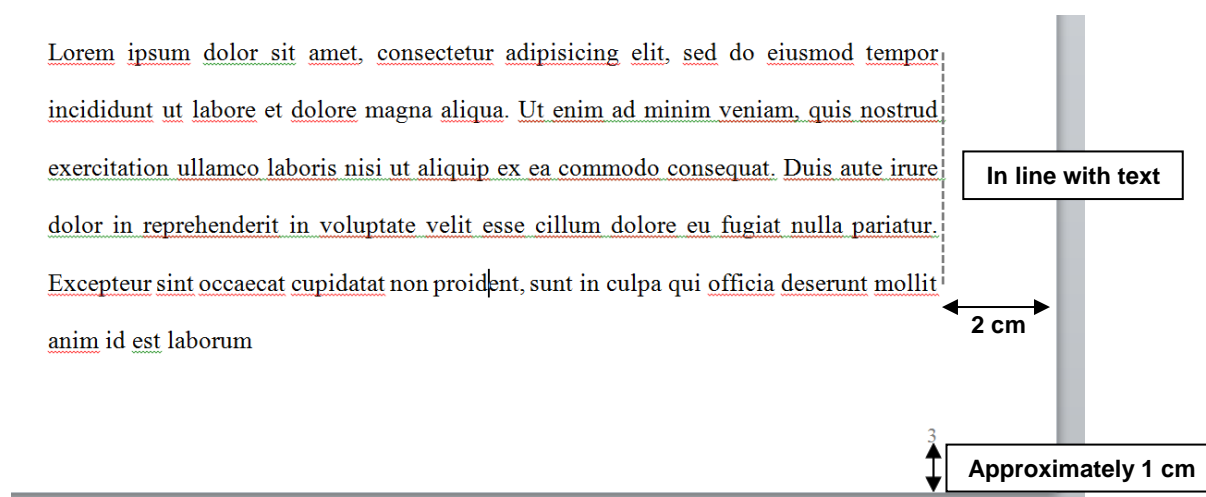 Lorem ipsum dolor sit amet, consectetur adipisicing elit, sed do eiusmod tempor
incididunt ut labore et dolore magna aliqua. Ut enim ad minim veniam, quis nostrud
exercitation ullamco laboris nisi ut aliquip ex ea commodo consequat. Duis aute irure
In line with text
dolor in reprehenderit in voluptate velit esse cillum dolore eu fugiat nulla pariatur.
Excepteur sint occaecat cupidatat non proident, sunt in culpa qui officia deserunt mollit
2 cm
anim id est laborum
3
Approximately 1 cm